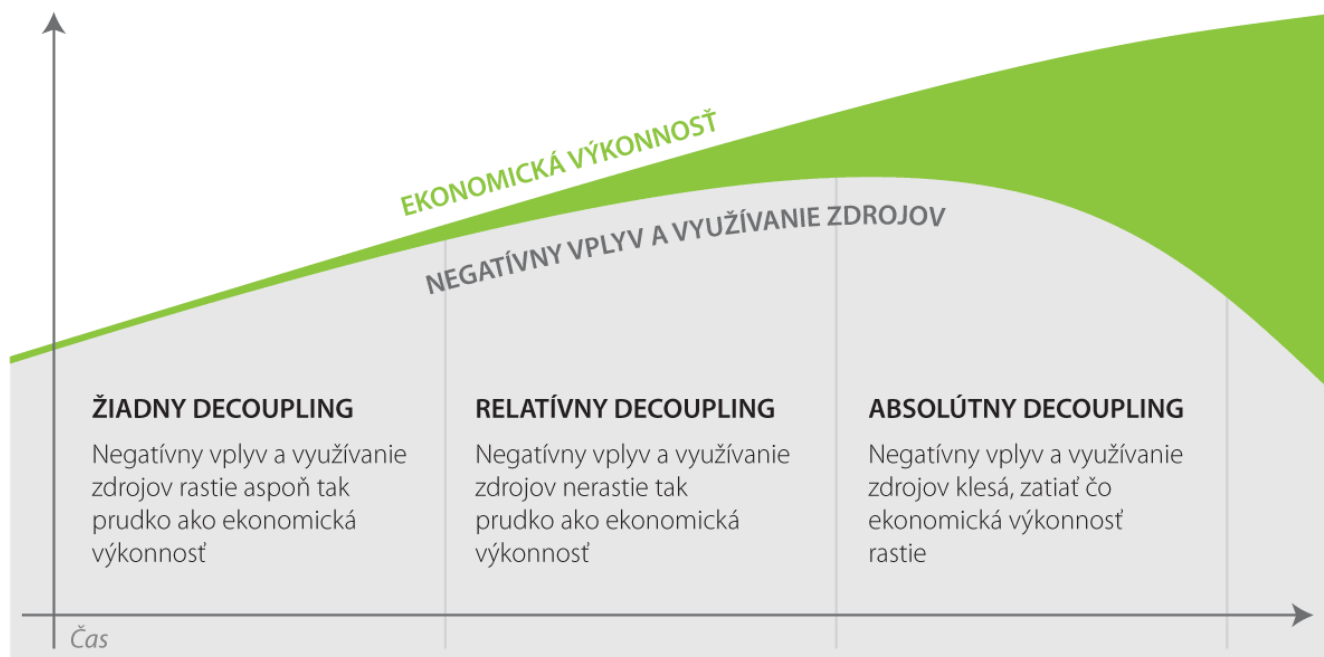 EKONOMICKÁ VÝKONNOSŤ
NEGATÍVNY VPLYV A VYUŽÍVANIE ZDROJOV
ŽIADNY DECOUPLING
Negatívny vplyv a využívanie
zdrojov rastie aspoň tak
prudko ako ekonomická
výkonnosť
RELATÍVNY DECOUPLING
Negatívny vplyv a využívanie
zdrojov nerastie tak
prudko ako ekonomická
výkonnosť
ABSOLÚTNY DECOUPLING
Negatívny vplyv a využívanie
zdrojov klesá, zatiať čo
ekonomická výkonnosť
rastie
Čas